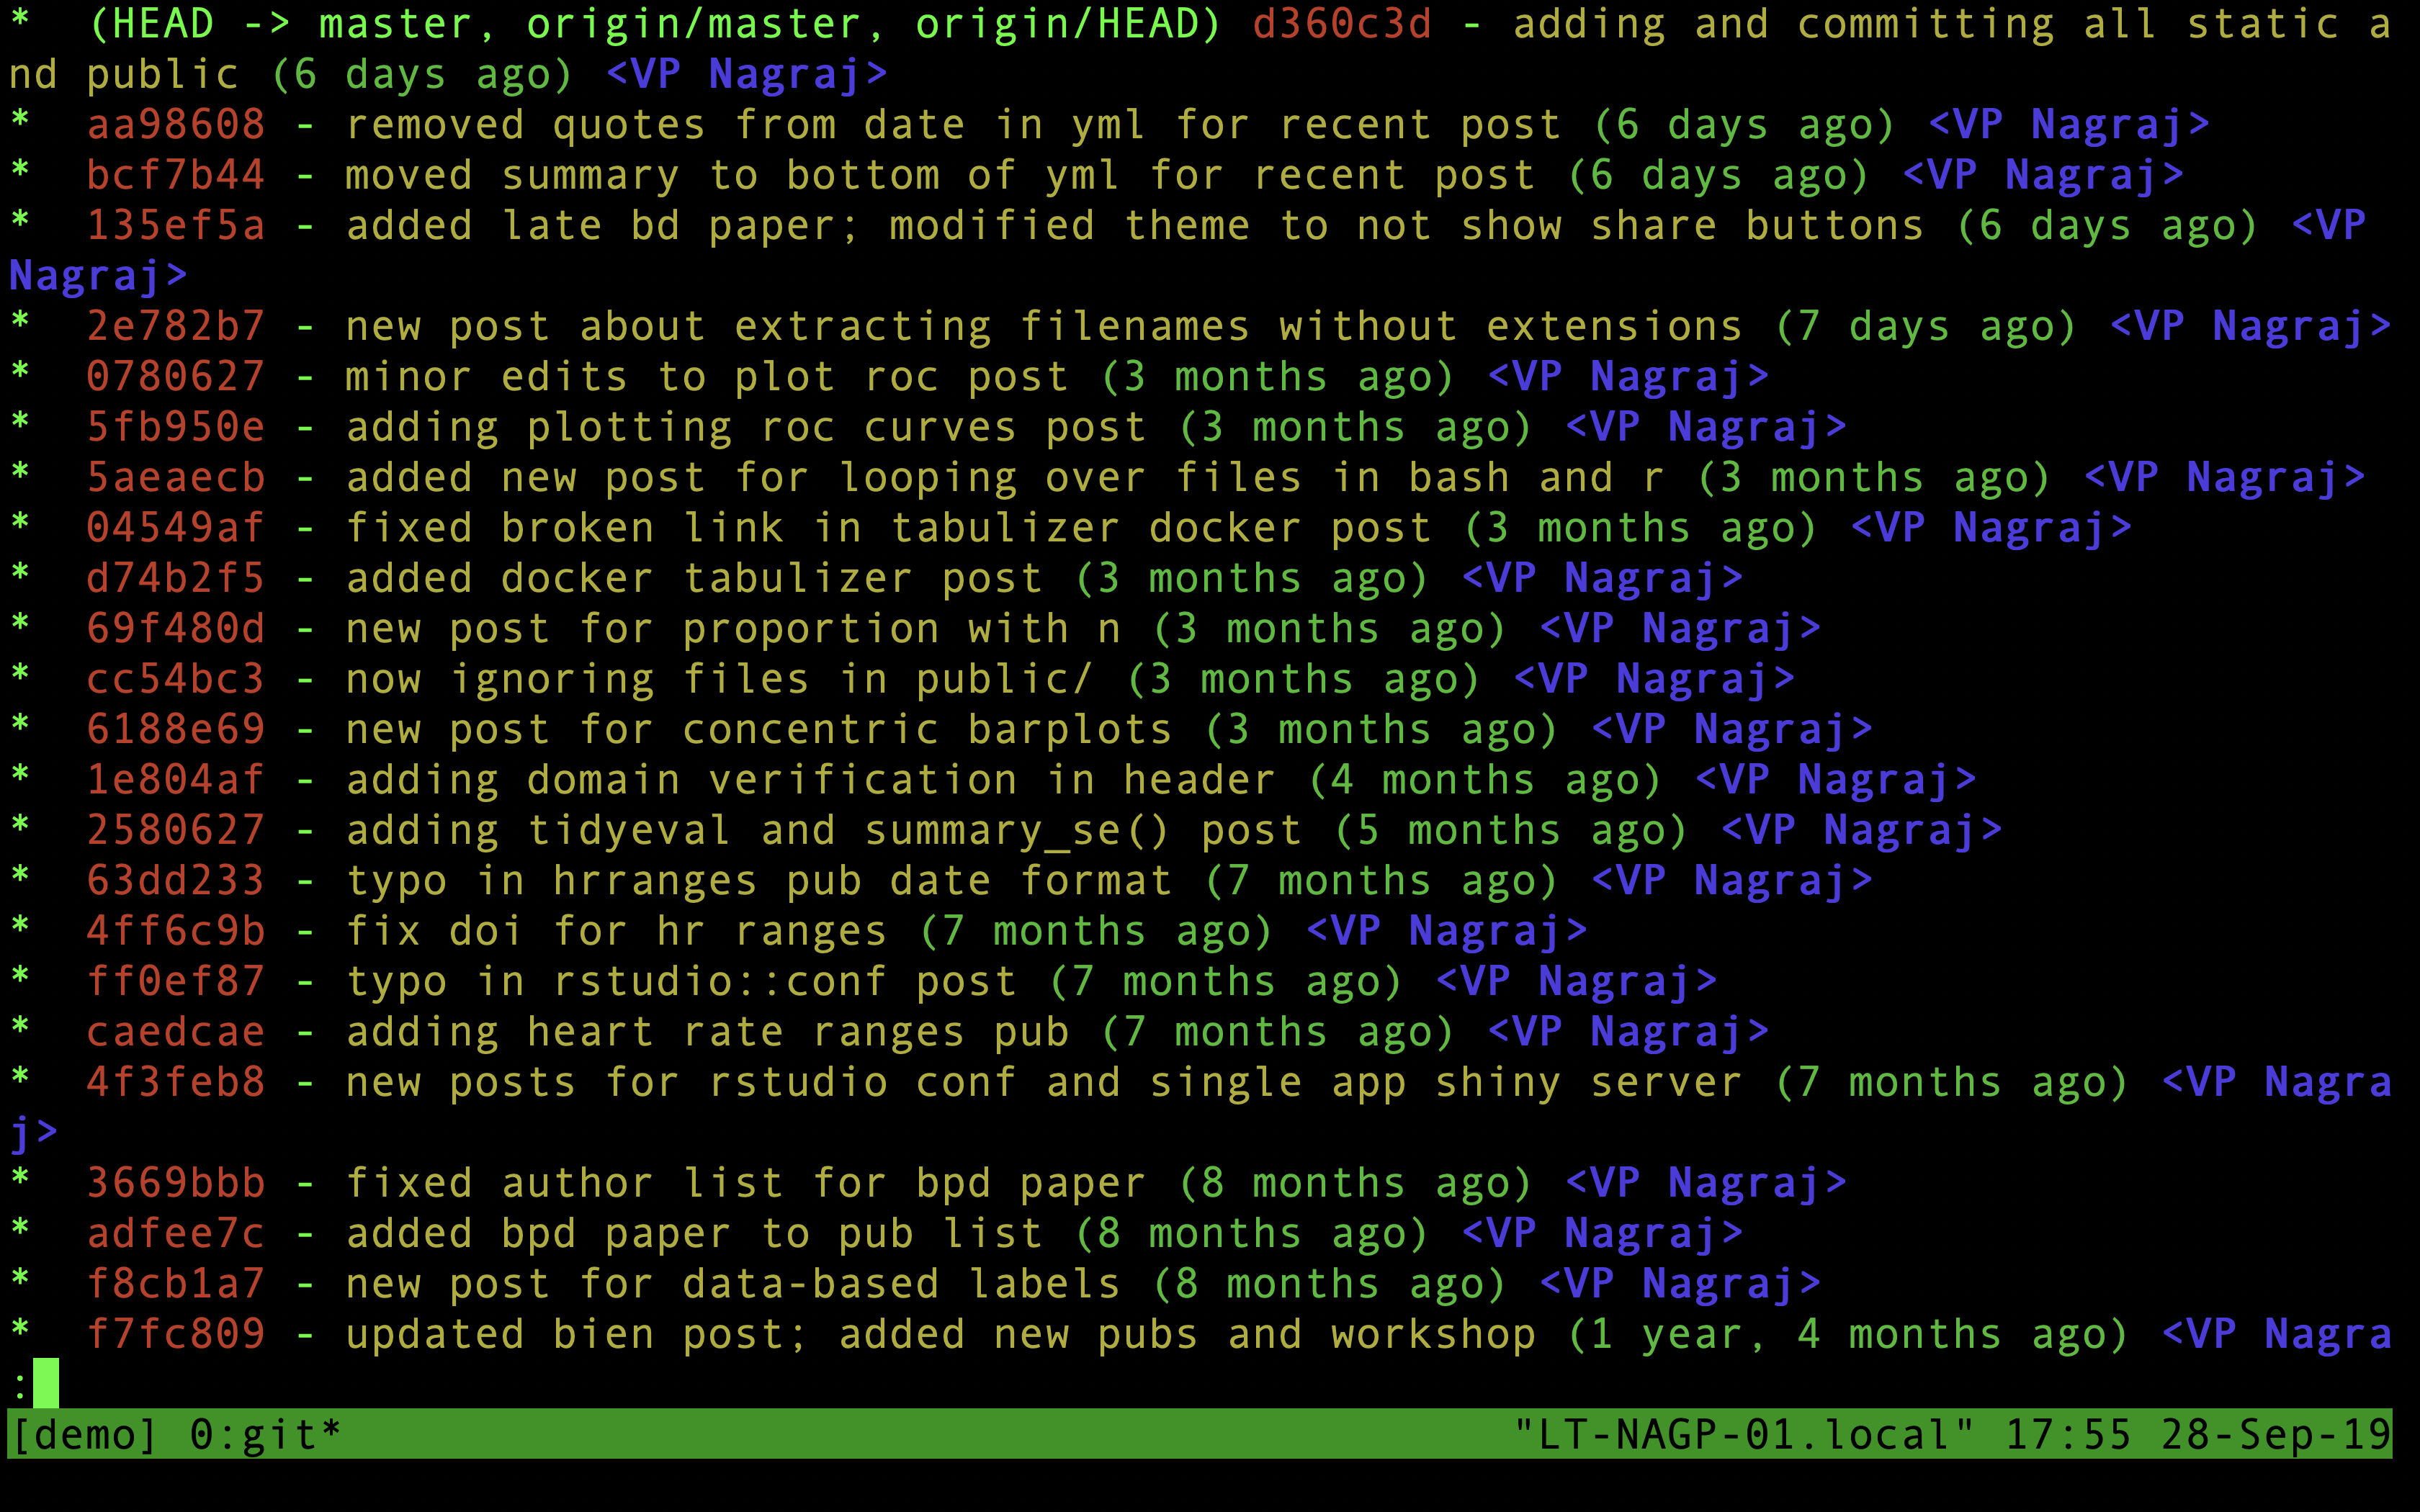 *  (HEAD -> master, origin/master, origin/HEAD) d360c3d - adding and committing all static a
nd public (6 days ago) <VP Nagraj>
*  aa98608 - removed quotes from date in yml for recent post (6 days ago) <VP Nagraj>
*  bcf7b44 - moved summary to bottom of yml for recent post (6 days ago) <VP Nagraj>
*  135ef5a - added late bd paper; modified theme to not show share buttons (6 days ago) <VP
Nagraj>
*  2e782b7 - new post about extracting filenames without extensions (7 days ago) <VP Nagraj>
*  0780627 - minor edits to plot roc post (3 months ago) <VP Nagraj>
*  5fb950e - adding plotting roc curves post (3 months ago) <VP Nagraj>
*  5aeaecb - added new post for looping over files in bash and r (3 months ago) <VP Nagraj>
*  04549af - fixed broken link in tabulizer docker post (3 months ago) <VP Nagraj>
*  d74b2f5 - added docker tabulizer post (3 months ago) <VP Nagraj>
*  69f480d - new post for proportion with n (3 months ago) <VP Nagraj>
*  cc54bc3 - now ignoring files in public/ (3 months ago) <VP Nagraj>
*  6188e69 - new post for concentric barplots (3 months ago) <VP Nagraj>
*  1e804af - adding domain verification in header (4 months ago) <VP Nagraj>
*  2580627 - adding tidyeval and summary_se() post (5 months ago) <VP Nagraj>
*  63dd233 - typo in hrranges pub date format (7 months ago) <VP Nagraj>
*  4ff6c9b - fix doi for hr ranges (7 months ago) <VP Nagraj>
*  ff0ef87 - typo in rstudio::conf post (7 months ago) <VP Nagraj>
*  caedcae - adding heart rate ranges pub (7 months ago) <VP Nagraj>
*  4f3feb8 - new posts for rstudio conf and single app shiny server (7 months ago) <VP Nagra
j>
*  3669bbb - fixed author list for bpd paper (8 months ago) <VP Nagraj>
*  adfee7c - added bpd paper to pub list (8 months ago) <VP Nagraj>
*  f8cb1a7 - new post for data-based labels (8 months ago) <VP Nagraj>
*  f7fc809 - updated bien post; added new pubs and workshop (1 year, 4 months ago) <VP Nagra
:
[demo] 0:git* "LT-NAGP-01.local" 17:55 28-Sep-19